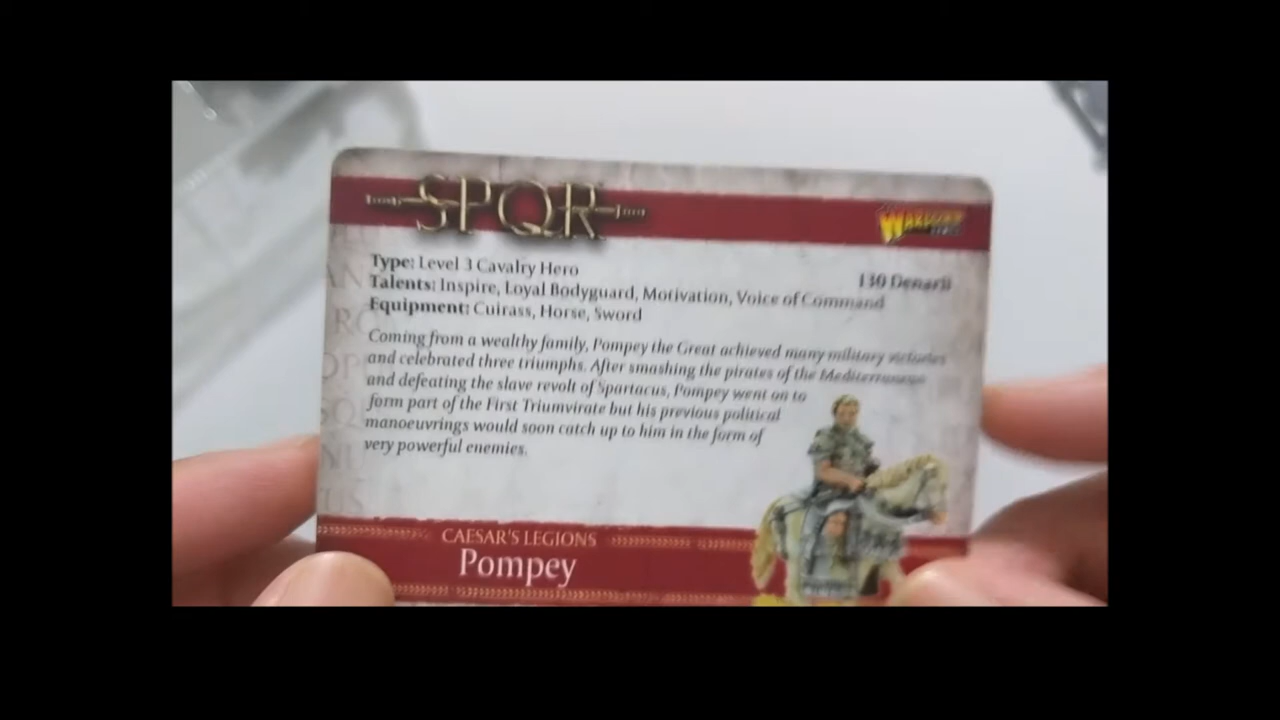 SPQR
WARLORD
Type: Level 3 Cavalry Hero
130 Denarii
Talents: Inspire, Loyal Bodyguard, Motivation, Voice of Command
Equipment: Cuirass, Horse, Sword
Coming from a wealthy family, Pompey the Great achieved many military victories
and celebrated three triumphs. After smashing the pirates of the Mediterranean
and defeating the slave revolt of Spartacus, Pompey went on to
form part of the First Triumvirate but his previous political
manoeuvrings would soon catch up to him in the form of
very powerful enemies.
CAESAR'S LEGIONS
Pompey